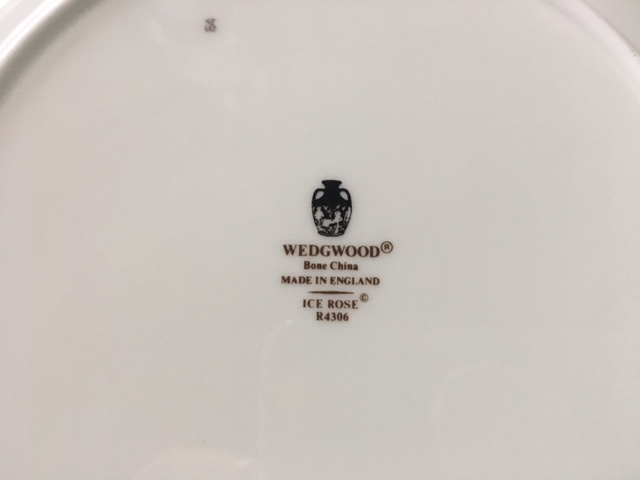 WEDGWOOD®
Bone China
MADE IN ENGLAND
ICE ROSE©
R4306